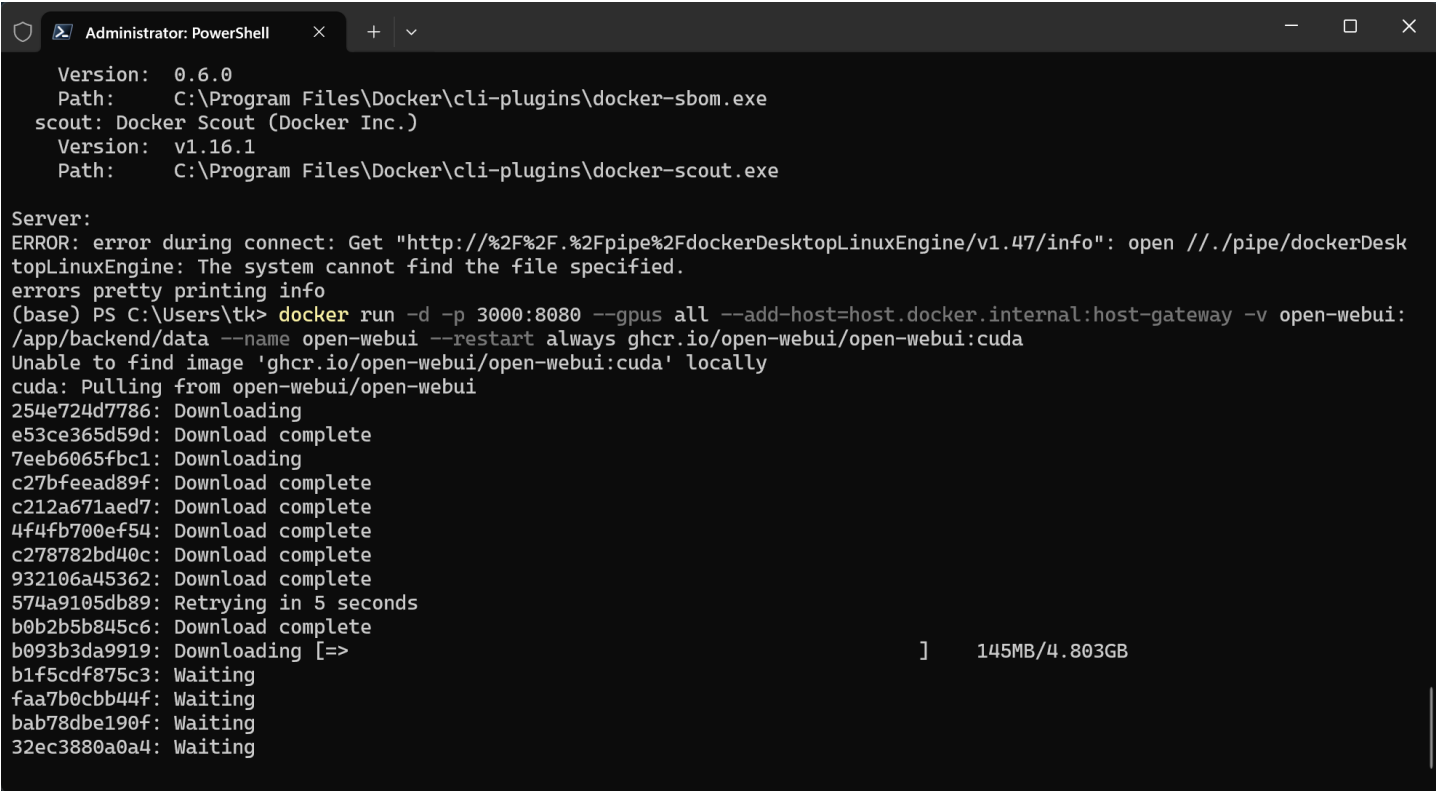 Administrator: PowerShell
    Version:  0.6.0
    Path:     C:\Program Files\Docker\cli-plugins\docker-sbom.exe
  scout: Docker Scout (Docker Inc.)
    Version:  v1.16.1
    Path:     C:\Program Files\Docker\cli-plugins\docker-scout.exe

Server:
ERROR: error during connect: Get "http://%2F%2F.%2Fpipe%2FdockerDesktopLinuxEngine/v1.47/info": open //./pipe/dockerDesk
topLinuxEngine: The system cannot find the file specified.
errors pretty printing info
(base) PS C:\Users\tk> docker run -d -p 3000:8080 --gpus all --add-host=host.docker.internal:host-gateway -v open-webui:
/app/backend/data --name open-webui --restart always ghcr.io/open-webui/open-webui:cuda
Unable to find image 'ghcr.io/open-webui/open-webui:cuda' locally
cuda: Pulling from open-webui/open-webui
254e724d7786: Downloading
e53ce365d59d: Download complete
7eeb6065fbc1: Downloading
c27bfeead89f: Download complete
c212a671aed7: Download complete
4f4fb700ef54: Download complete
c278782bd40c: Download complete
932106a45362: Download complete
574a9105db89: Retrying in 5 seconds
b0b2b5b845c6: Download complete
b093b3da9919: Downloading [=>                                                 ]    145MB/4.803GB
b1f5cdf875c3: Waiting
faa7b0cbb44f: Waiting
bab78dbe190f: Waiting
32ec3880a0a4: Waiting